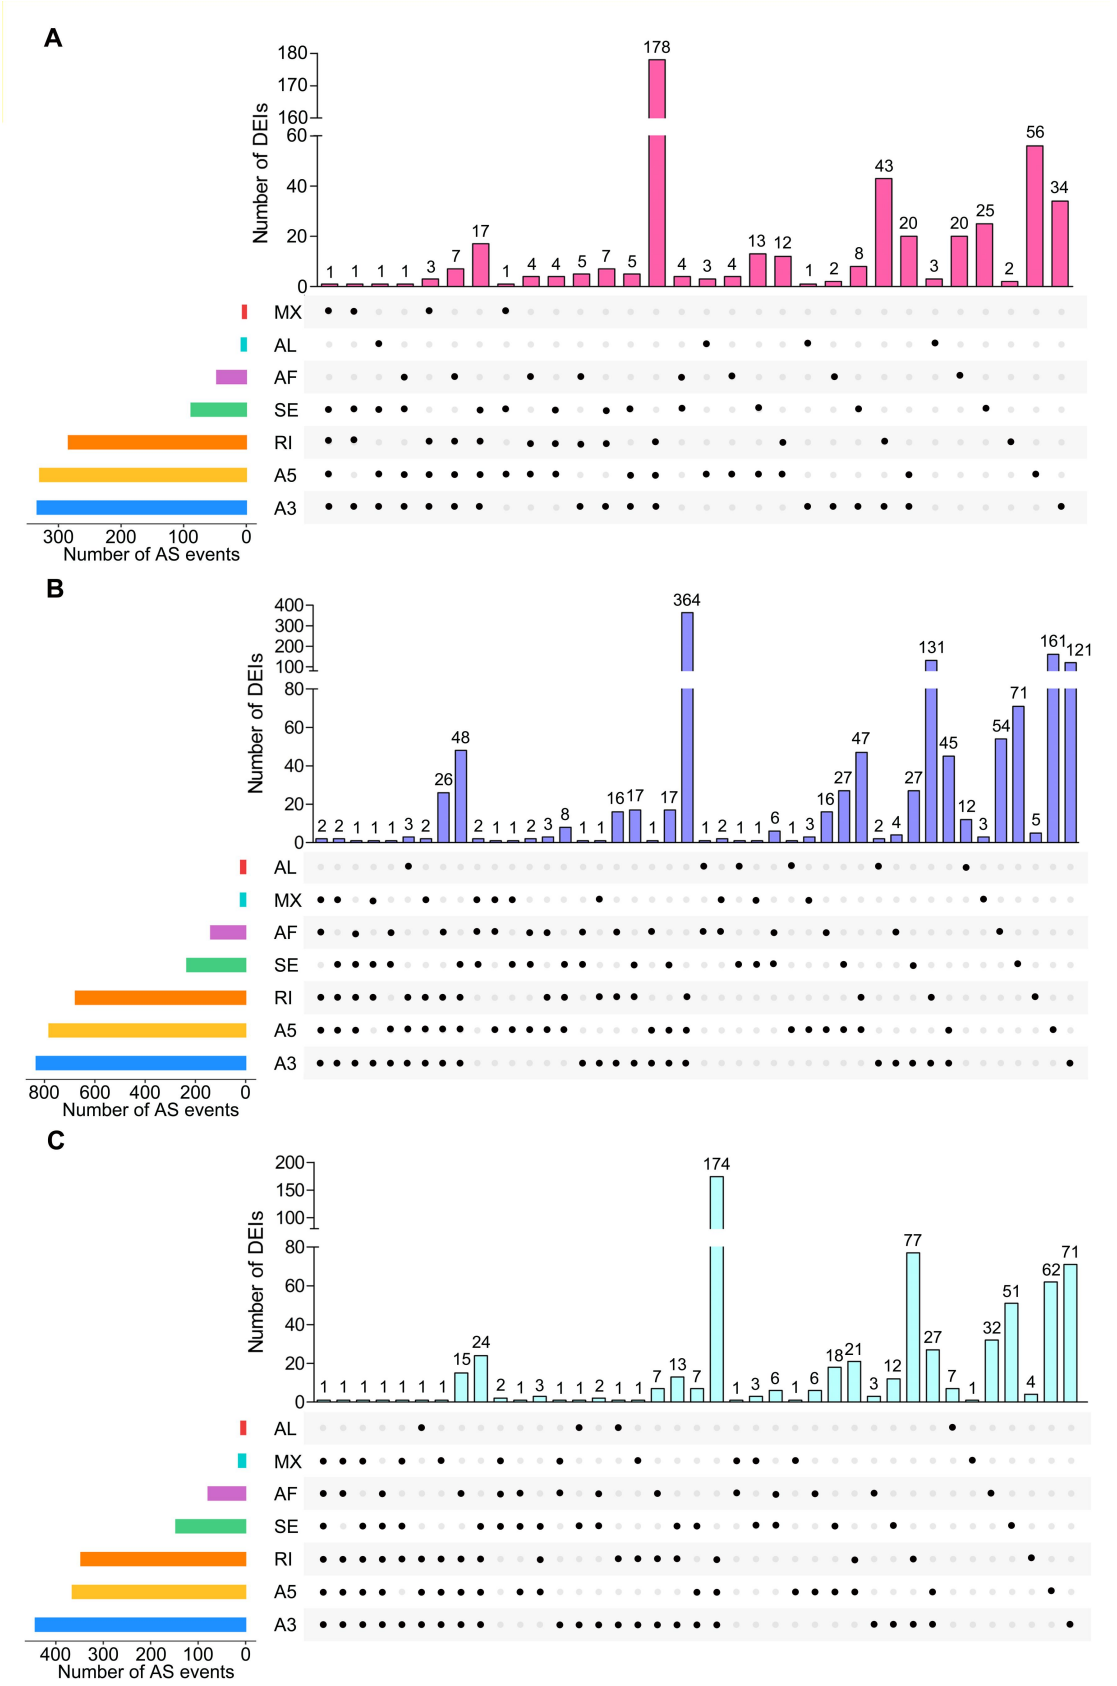 A
180
170
160
60
40
20
0
Number of DEIs
1 1 1 1 3 7 17 1 4 4 5 7 5 178 4 3 4 13 12 1 2 8 43 20 3 20 25 2 56 34
MX
AL
AF
SE
RI
A5
A3
300 200 100 0
Number of AS events
B
400
300
200
100
80
60
40
20
0
Number of DEIs
2 2 1 1 1 3 2 26 48 2 1 1 2 3 8 1 1 16 17 1 17 364 1 2 1 1 6 1 3 16 27 47 2 4 27 131 45 12 3 54 71 5 161 121
AL
MX
AF
SE
RI
A5
A3
800 600 400 200 0
Number of AS events
C
200
150
100
80
60
40
20
0
Number of DEIs
1 1 1 1 1 1 1 15 24 2 1 3 1 1 2 1 1 7 13 7 174 1 3 6 1 6 18 21 3 12 77 27 7 1 32 51 4 62 71
AL
MX
AF
SE
RI
A5
A3
400 300 200 100 0
Number of AS events